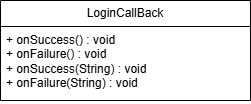 LoginCallBack
+ onSuccess() : void
+ onFailure() : void
+ onSuccess(String) : void
+ onFailure(String) : void